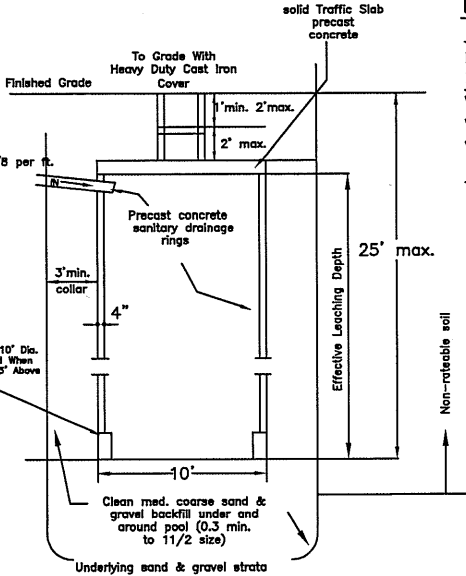 solid Traffic Slab
precast
concrete
To Grade With
Heavy Duty Cast Iron
Cover
Finished Grade
1'min. 2'max.
2' max.
/8 per ft.
IN
Precast concrete
sanitary drainage
rings
25' max.
Effective Leaching Depth
3'min.
collar
4"
Non-rateable soil
10' Dia.
When
Above
10'
Clean med. coarse sand &
gravel backfill under and
around pool (0.3 min.
to 11/2 size)
Underlying sand & gravel strata